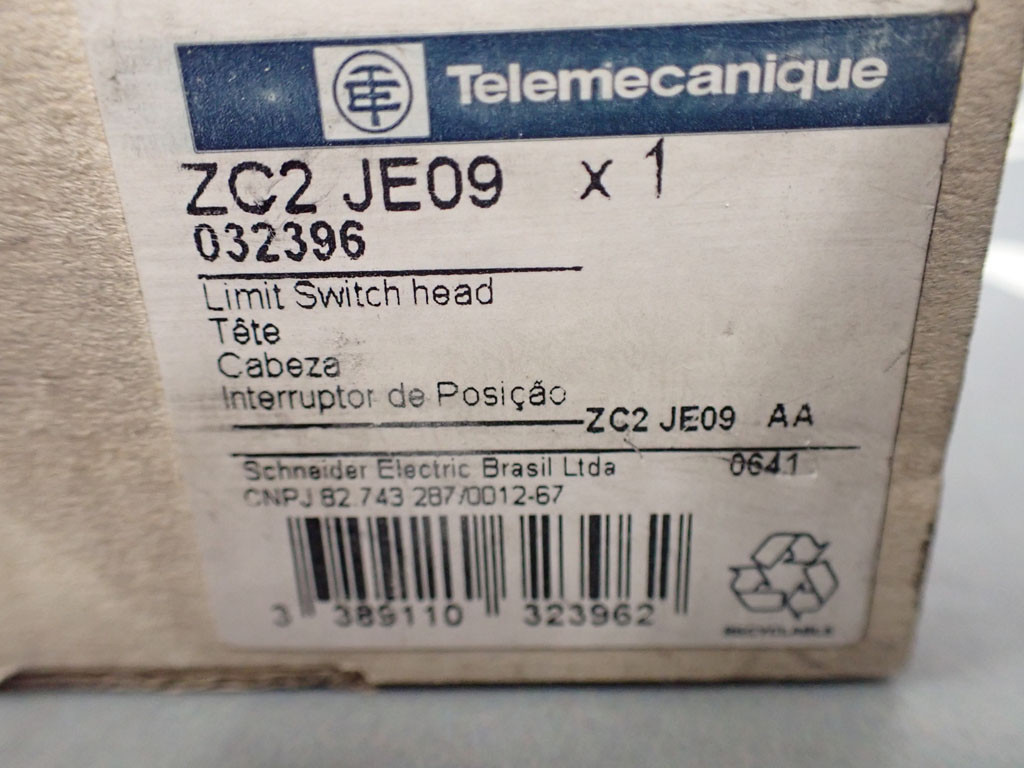 Telemecanique
ZC2 JE09 x 1
032396
Limit Switch head
Tête
Cabeza
Interruptor de Posição
ZC2 JE09 AA
Schneider Electric Brasil Ltda 0641
CNPJ 82.743 287/0012-67
3 389110 323962
RECYCLABLE